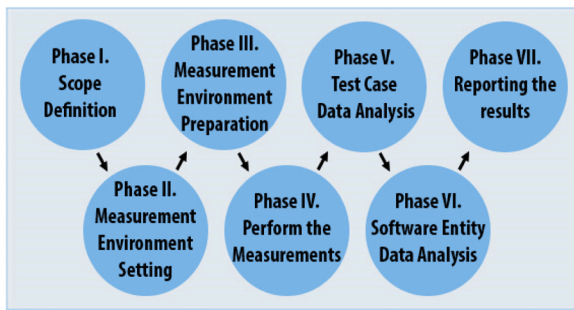 Phase I.
Scope
Definition
Phase II.
Measurement
Environment
Setting
Phase III.
Measurement
Environment
Preparation
Phase IV.
Perform the
Measurements
Phase V.
Test Case
Data Analysis
Phase VI.
Software Entity
Data Analysis
Phase VII.
Reporting the
results